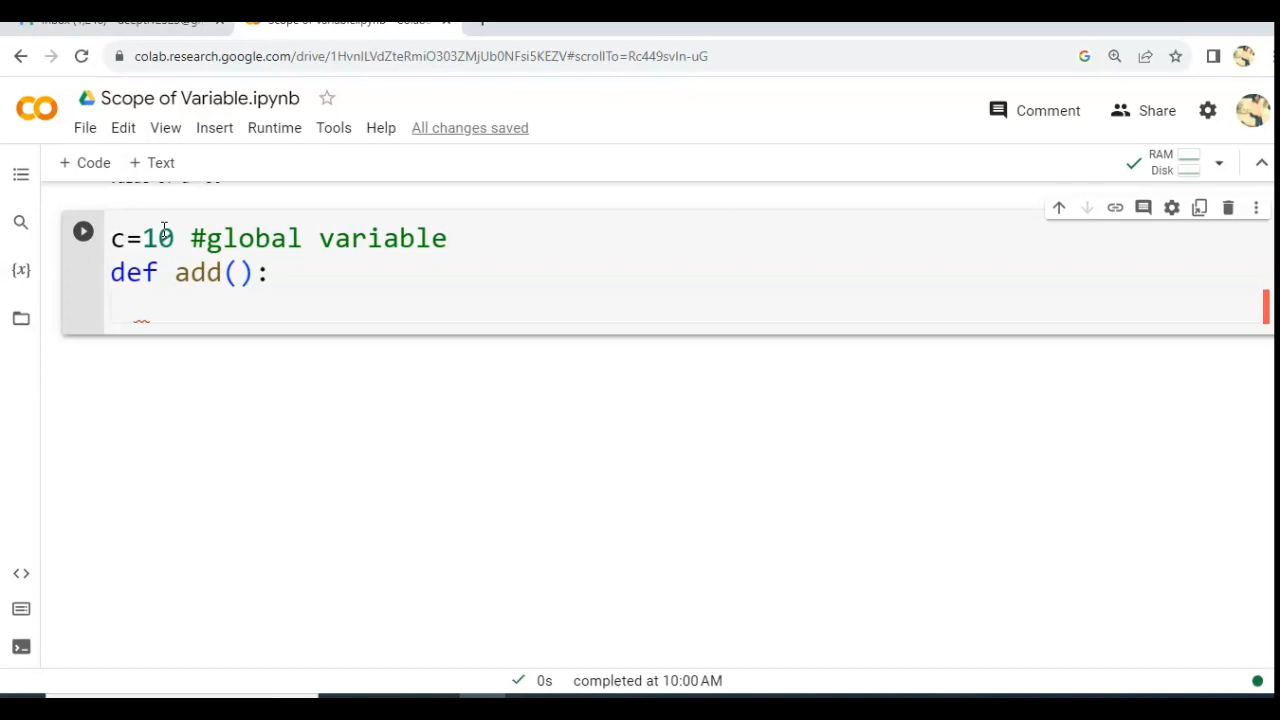 colab.research.google.com/drive/1HvnlLVdZteRmiO303ZMjUb0NFsi5KEZV#scrollTo=Rc449svIn-uG
Scope of Variable.ipynb
File Edit View Insert Runtime Tools Help All changes saved
Comment Share
+ Code + Text
RAM
Disk
c=10 #global variable
def add():
0s completed at 10:00 AM